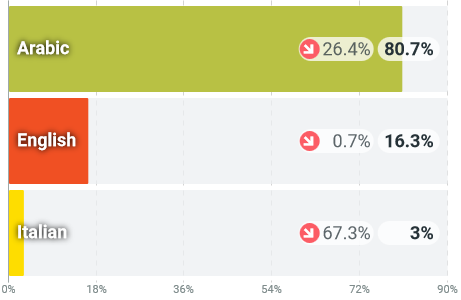 Arabic 26.4% 80.7%
English 0.7% 16.3%
Italian 67.3% 3%
0% 18% 36% 54% 72% 90%